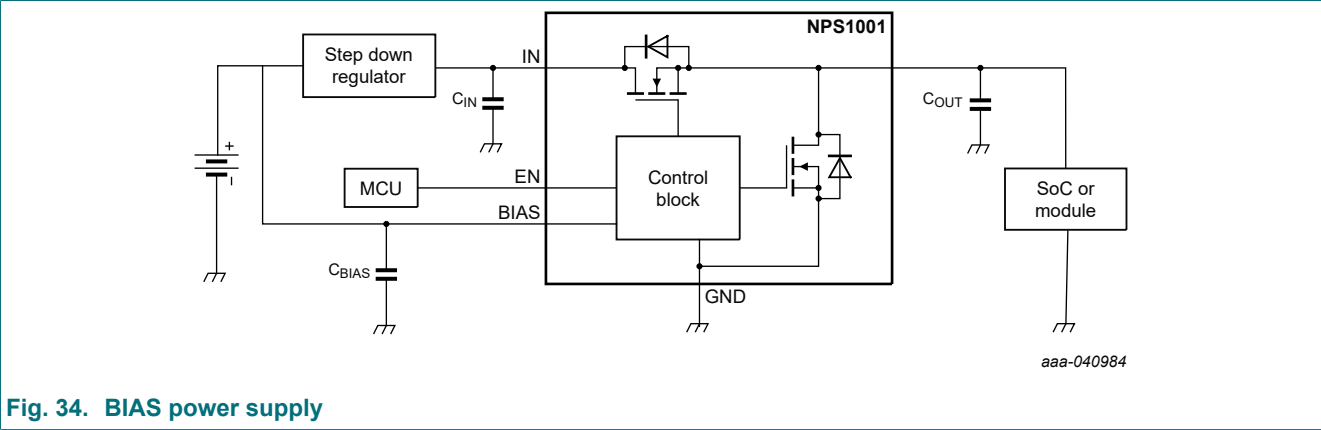 NPS1001
Step down
regulator
IN
CIN
COUT
+
-
MCU
EN
Control
block
SoC or
module
BIAS
CBIAS
GND
aaa-040984
Fig. 34. BIAS power supply